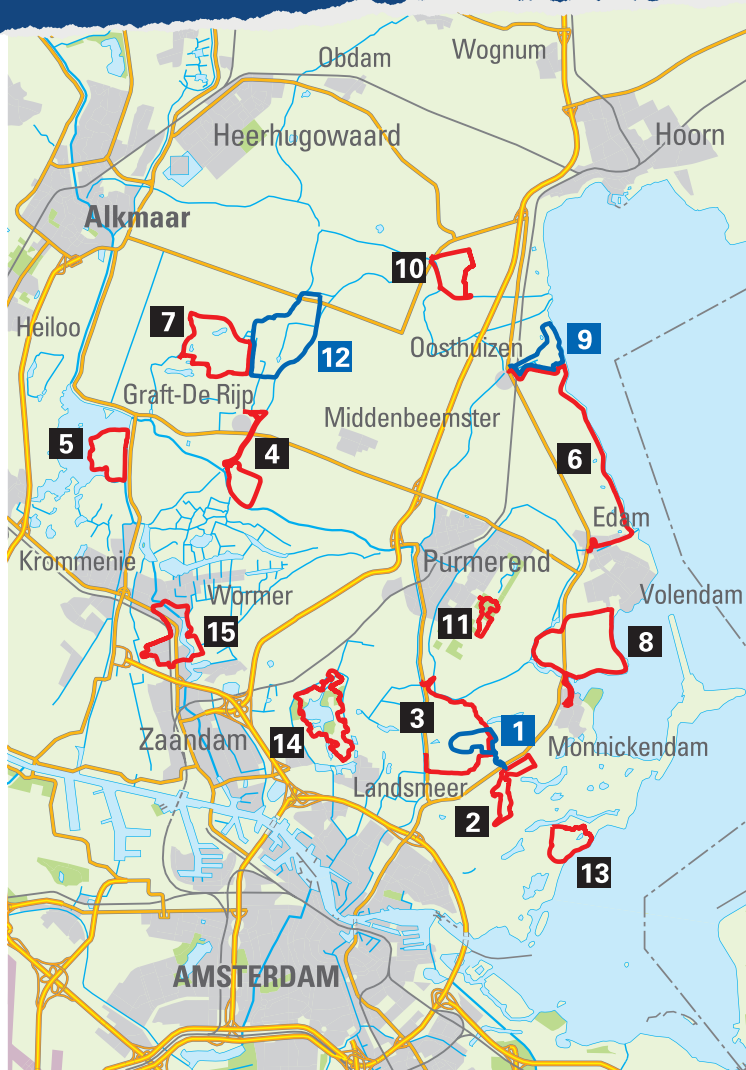 Obdam
Wognum
Heerhugowaard
Hoorn
Alkmaar
10
7
Heiloo
12
Oosthuizen
9
Graft-De Rijp
Middenbeemster
5
4
6
Edam
Krommenie
Purmerend
Wormer
Volendam
11
15
8
3
1
Zaandam
14
Monnickendam
Landsmeer
2
13
AMSTERDAM